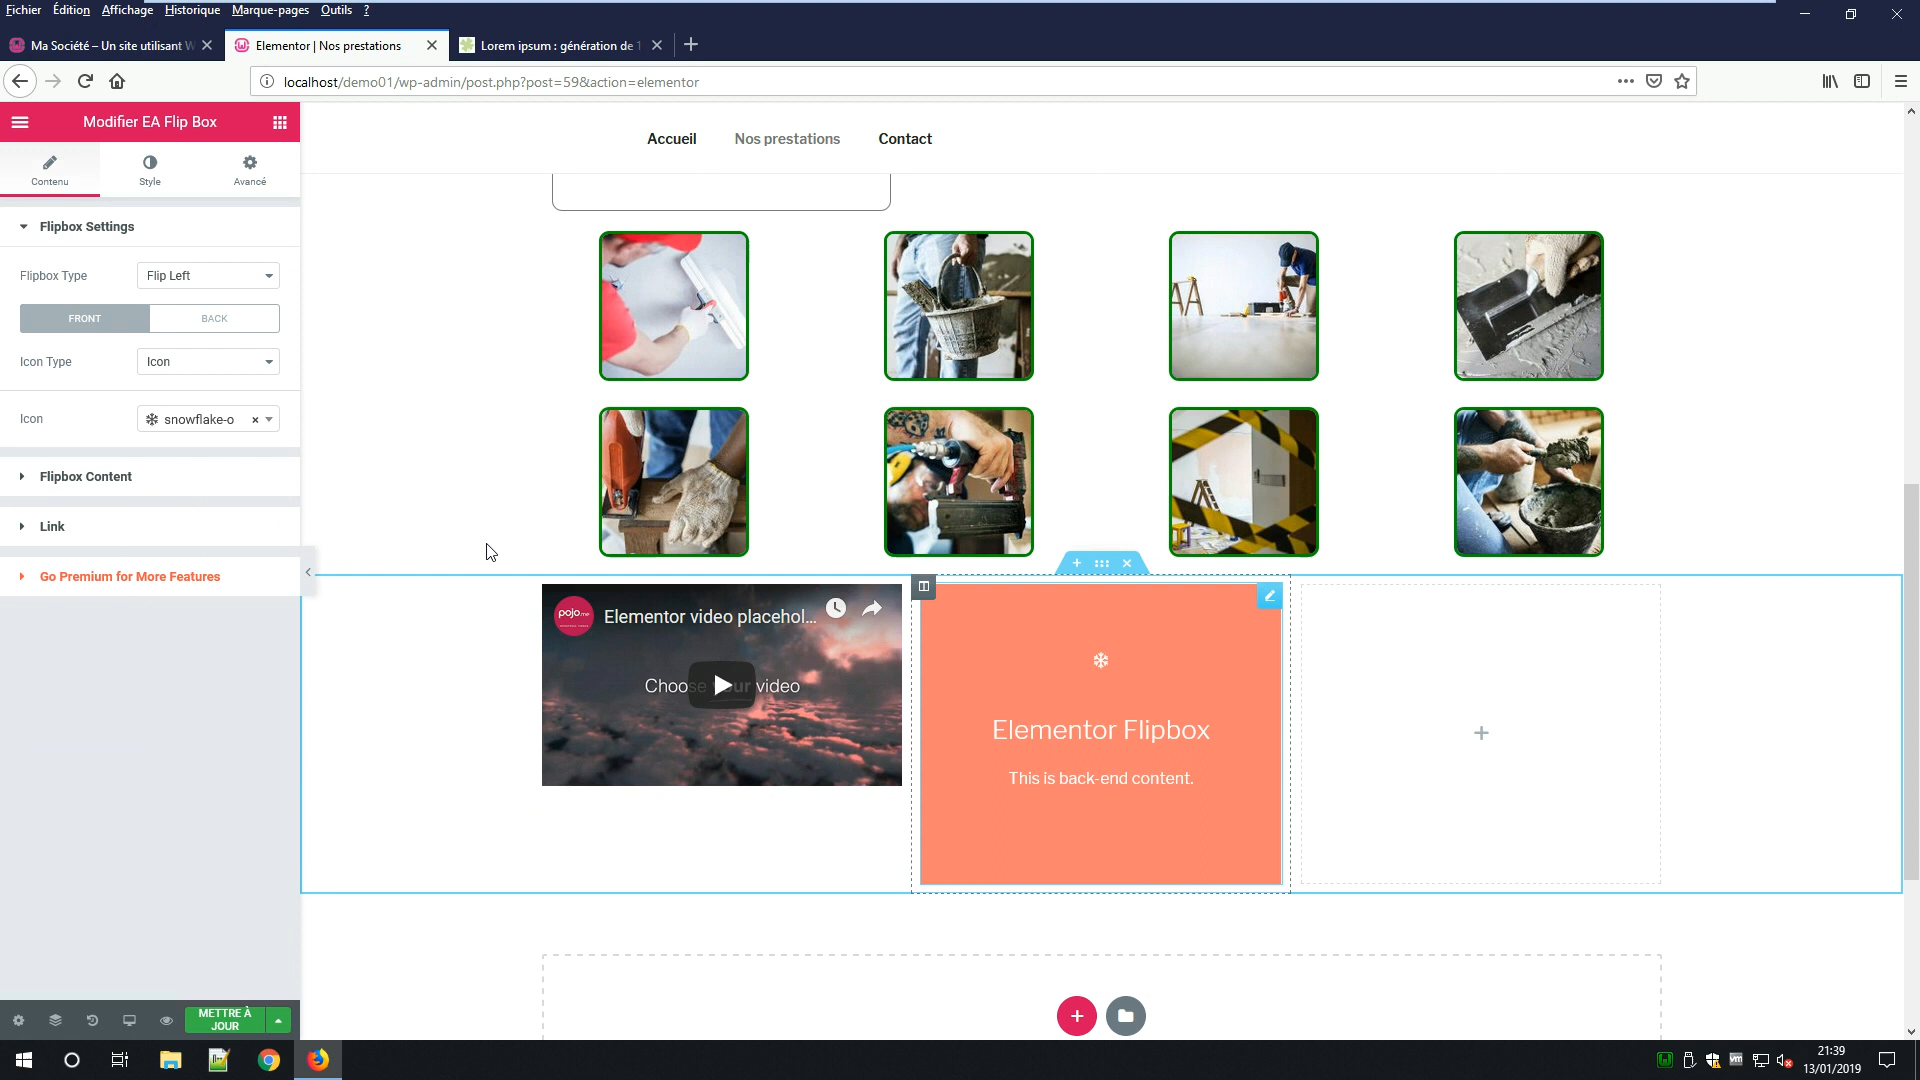 Fichier Édition Affichage Historique Marque-pages Outils ?
Ma Société – Un site utilisant W
Elementor | Nos prestations
Lorem ipsum : génération de 1
localhost/demo01/wp-admin/post.php?post=59&action=elementor
Modifier EA Flip Box
Accueil Nos prestations Contact
Contenu Style Avancé
Flipbox Settings
Flipbox Type Flip Left
FRONT BACK
Icon Type Icon
Icon snowflake-o
Flipbox Content
Link
Go Premium for More Features
pojo.me
Elementor video placehol...
Choose your video
Elementor Flipbox
This is back-end content.
METTRE À
JOUR
21:39
13/01/2019